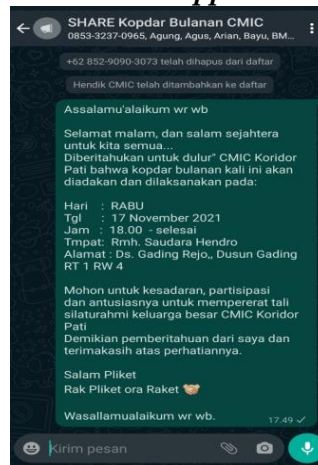 SHARE Kopdar Bulanan CMIC
0853-3237-0965, Agung, Agus, Arian, Bayu, BM...
+62 852-9090-3073 telah dihapus dari daftar
Hendik CMIC telah ditambahkan ke daftar
Assalamu'alaikum wr wb
Selamat malam, dan salam sejahtera
untuk kita semua...
Diberitahukan untuk dulur" CMIC Koridor
Pati bahwa kopdar bulanan kali ini akan
diadakan dan dilaksanakan pada:
Hari : RABU
Tgl : 17 November 2021
Jam : 18.00 - selesai
Tmpat: Rmh. Saudara Hendro
Alamat : Ds. Gading Rejo,, Dusun Gading
RT 1 RW 4
Mohon untuk kesadaran, partisipasi
dan antusiasnya untuk mempererat tali
silaturahmi keluarga besar CMIC Koridor
Pati
Demikian pemberitahuan dari saya dan
terimakasih atas perhatiannya.
Salam Pliket
Rak Pliket ora Raket 🤝
Wasallamualaikum wr wb.
17.49 ✓
Kirim pesan